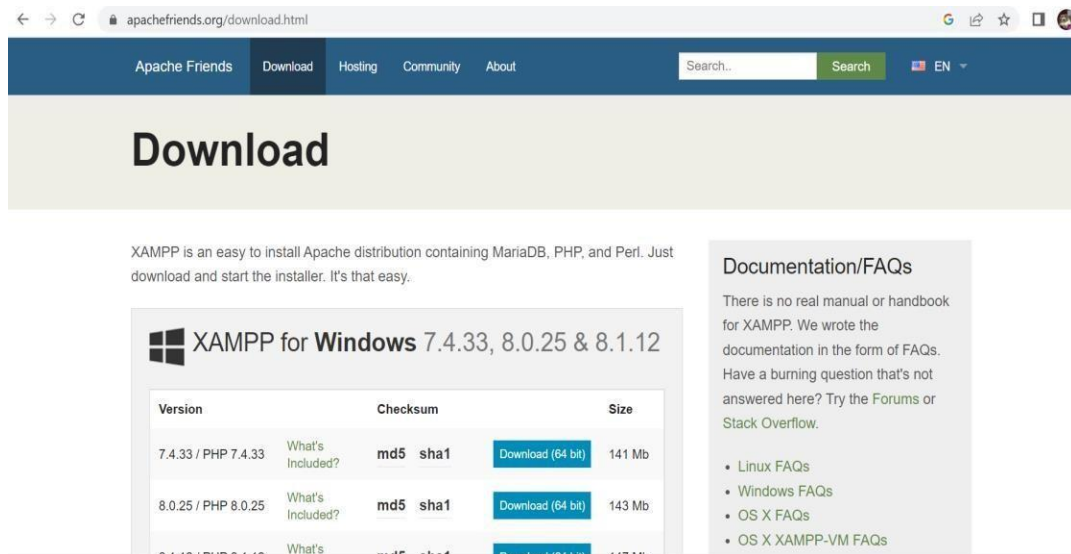 apachefriends.org/download.html
Apache Friends Download Hosting Community About Search.. Search EN
Download
XAMPP is an easy to install Apache distribution containing MariaDB, PHP, and Perl. Just
download and start the installer. It's that easy.
XAMPP for Windows 7.4.33, 8.0.25 & 8.1.12
Version Checksum Size
7.4.33 / PHP 7.4.33 What's
Included? md5 sha1 Download (64 bit) 141 Mb
8.0.25 / PHP 8.0.25 What's
Included? md5 sha1 Download (64 bit) 143 Mb
What's
Documentation/FAQs
There is no real manual or handbook
for XAMPP. We wrote the
documentation in the form of FAQs.
Have a burning question that's not
answered here? Try the Forums or
Stack Overflow.
• Linux FAQs
• Windows FAQs
• OS X FAQs
• OS X XAMPP-VM FAQs